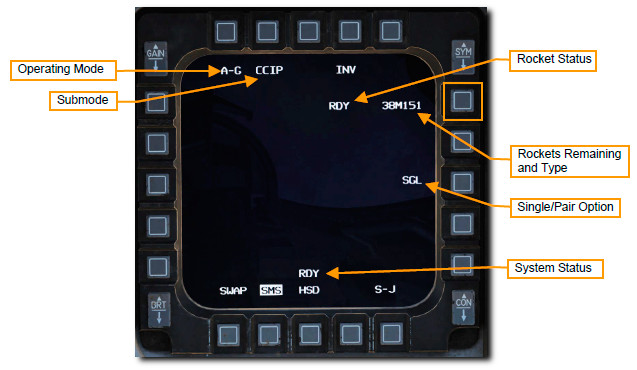 GAIN
SYM
A-G CCIP INV
Operating Mode
Submode
Rocket Status
RDY 38M151
Rockets Remaining
and Type
SGL
Single/Pair Option
RDY
System Status
SWAP SMS HSD S-J
BRT
CON